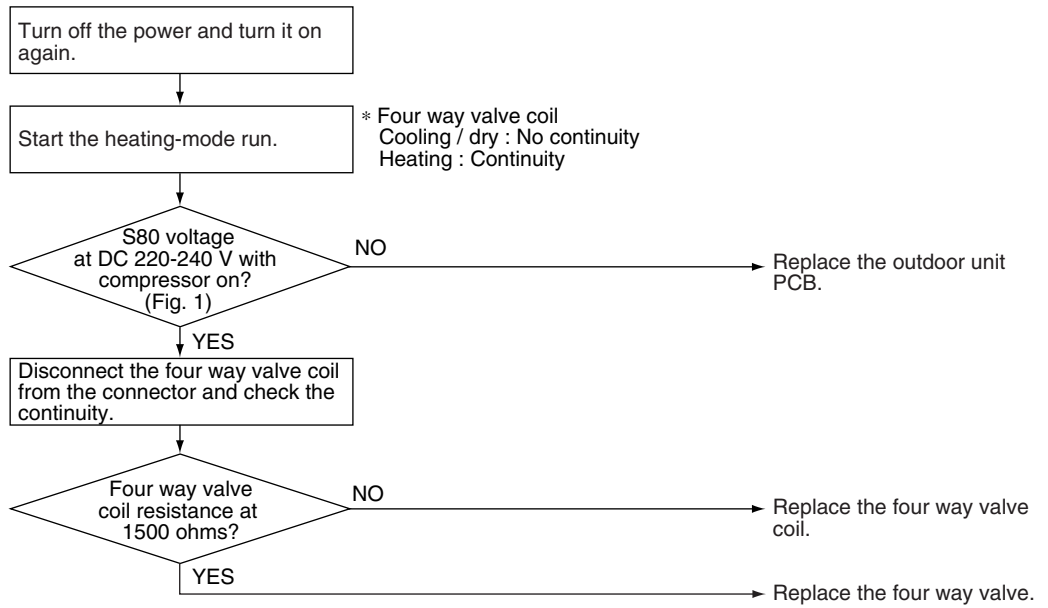 Turn off the power and turn it on
again.
Start the heating-mode run.
* Four way valve coil
Cooling / dry : No continuity
Heating : Continuity
S80 voltage
at DC 220-240 V with
compressor on?
(Fig. 1)
NO
Replace the outdoor unit
PCB.
YES
Disconnect the four way valve coil
from the connector and check the
continuity.
Four way valve
coil resistance at
1500 ohms?
NO
Replace the four way valve
coil.
YES
Replace the four way valve.